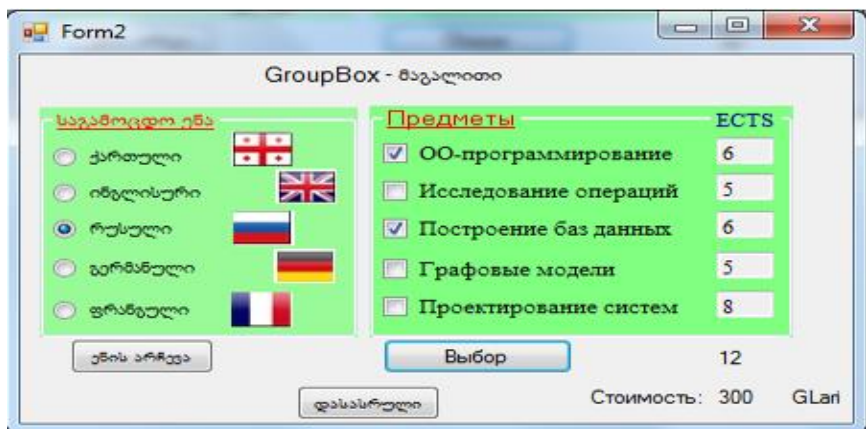 Form2
GroupBox - მაგალითი
საგამოცდო ენა
ქართული
ინგლისური
რუსული
გერმანული
ფრანგული
Предметы ECTS
ОО-программирование 6
Исследование операций 5
Построение баз данных 6
Графовые модели 5
Проектирование систем 8
ენის არჩევა
Выбор 12
დასასრული
Стоимость: 300 GLari